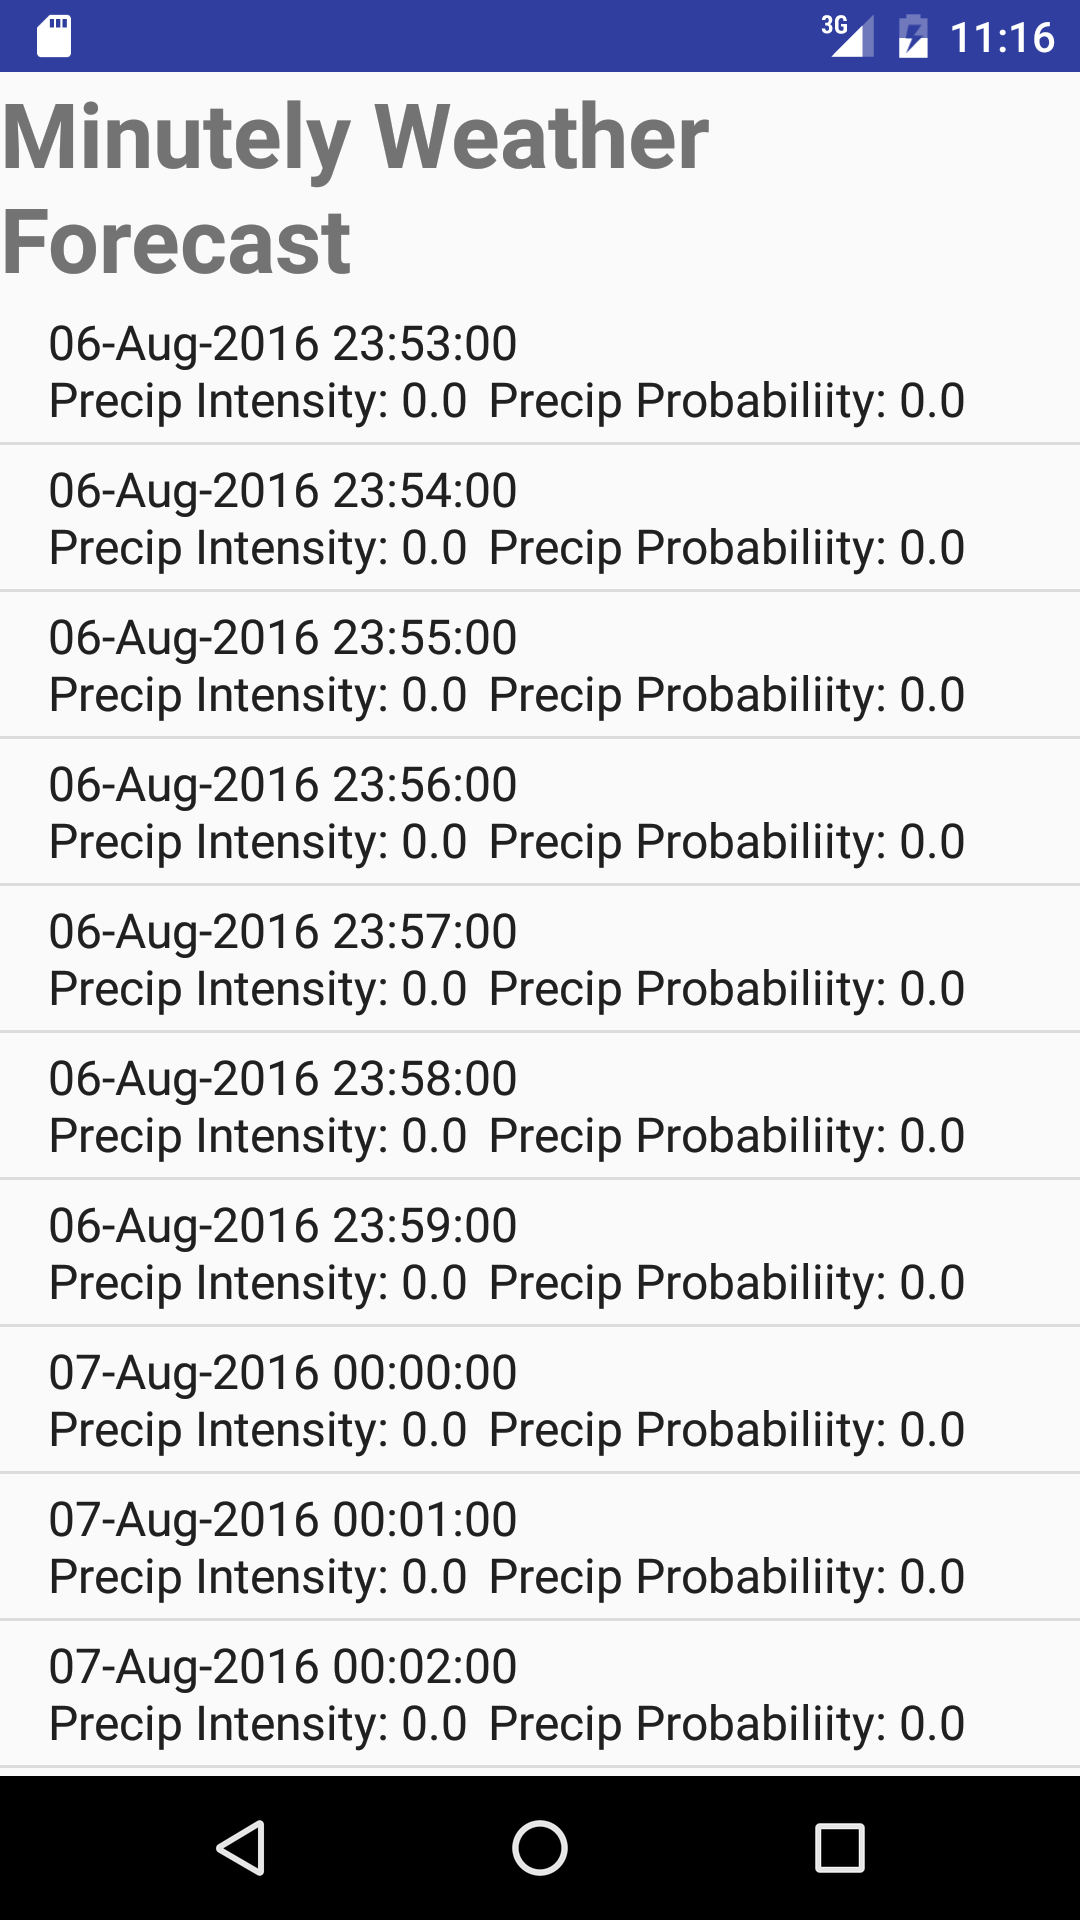 3G 11:16
Minutely Weather
Forecast
06-Aug-2016 23:53:00
Precip Intensity: 0.0 Precip Probabiliity: 0.0
06-Aug-2016 23:54:00
Precip Intensity: 0.0 Precip Probabiliity: 0.0
06-Aug-2016 23:55:00
Precip Intensity: 0.0 Precip Probabiliity: 0.0
06-Aug-2016 23:56:00
Precip Intensity: 0.0 Precip Probabiliity: 0.0
06-Aug-2016 23:57:00
Precip Intensity: 0.0 Precip Probabiliity: 0.0
06-Aug-2016 23:58:00
Precip Intensity: 0.0 Precip Probabiliity: 0.0
06-Aug-2016 23:59:00
Precip Intensity: 0.0 Precip Probabiliity: 0.0
07-Aug-2016 00:00:00
Precip Intensity: 0.0 Precip Probabiliity: 0.0
07-Aug-2016 00:01:00
Precip Intensity: 0.0 Precip Probabiliity: 0.0
07-Aug-2016 00:02:00
Precip Intensity: 0.0 Precip Probabiliity: 0.0